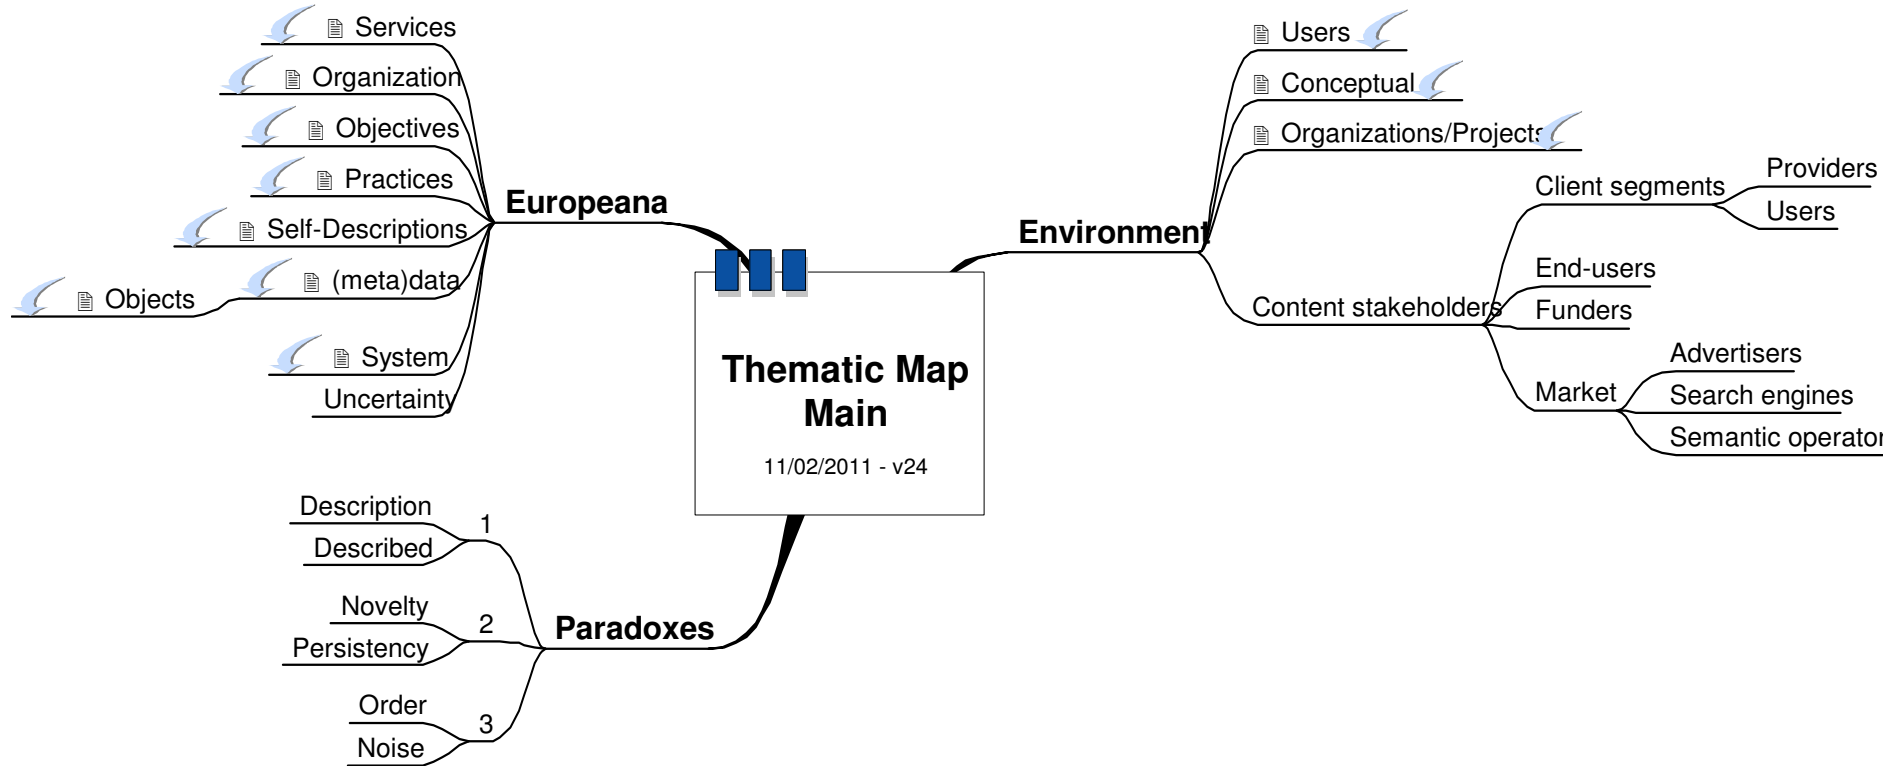 Services
Organization
Objectives
Practices
Self-Descriptions
(meta)data
Objects
System
Uncertainty
Europeana
Thematic Map
Main
11/02/2011 - v24
Environment
Users
Conceptual
Organizations/Projects
Content stakeholders
Client segments
Providers
Users
End-users
Funders
Market
Advertisers
Search engines
Semantic operator
Paradoxes
1
Description
Described
2
Novelty
Persistency
3
Order
Noise